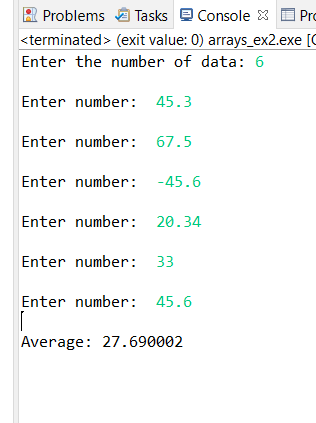 Problems Tasks Console Pro
<terminated> (exit value: 0) arrays_ex2.exe [C
Enter the number of data: 6
Enter number: 45.3
Enter number: 67.5
Enter number: -45.6
Enter number: 20.34
Enter number: 33
Enter number: 45.6
Average: 27.690002